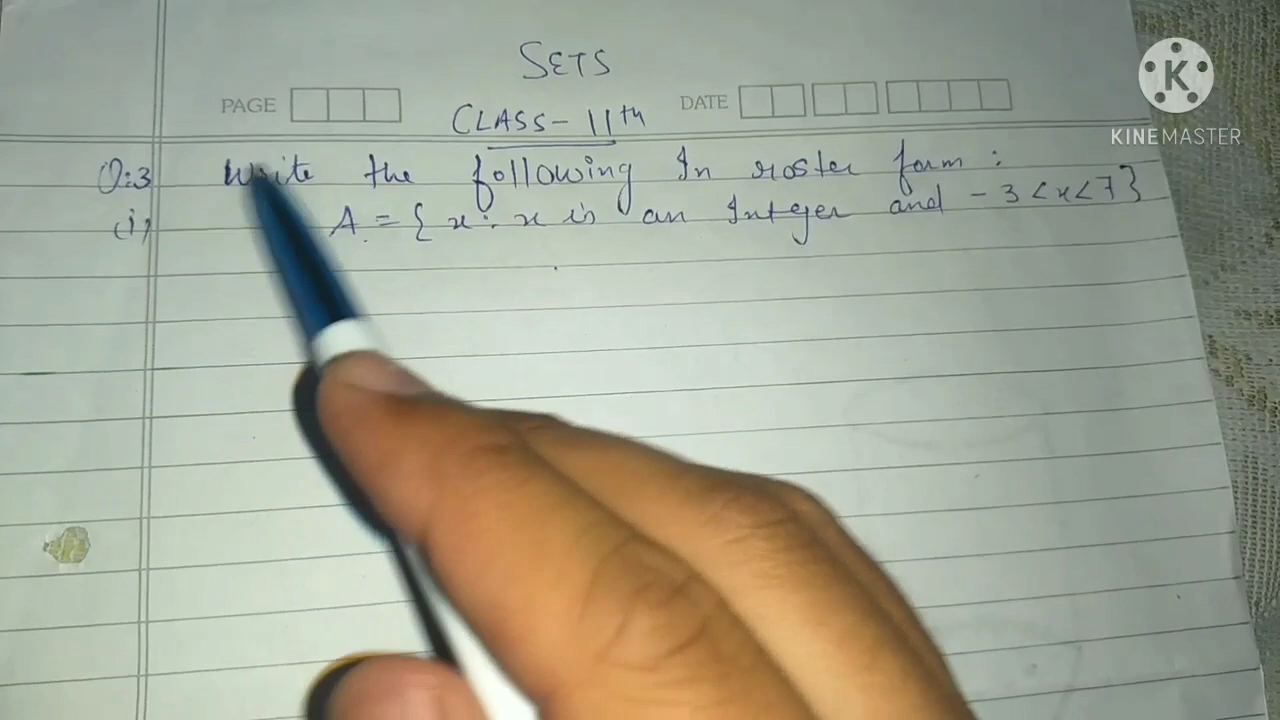 SETS
PAGE
DATE
CLASS-11th
KINEMASTER
Q:3 Write the following In roster form :
(i) A = { x : x is an Integer and -3 < x < 7 }